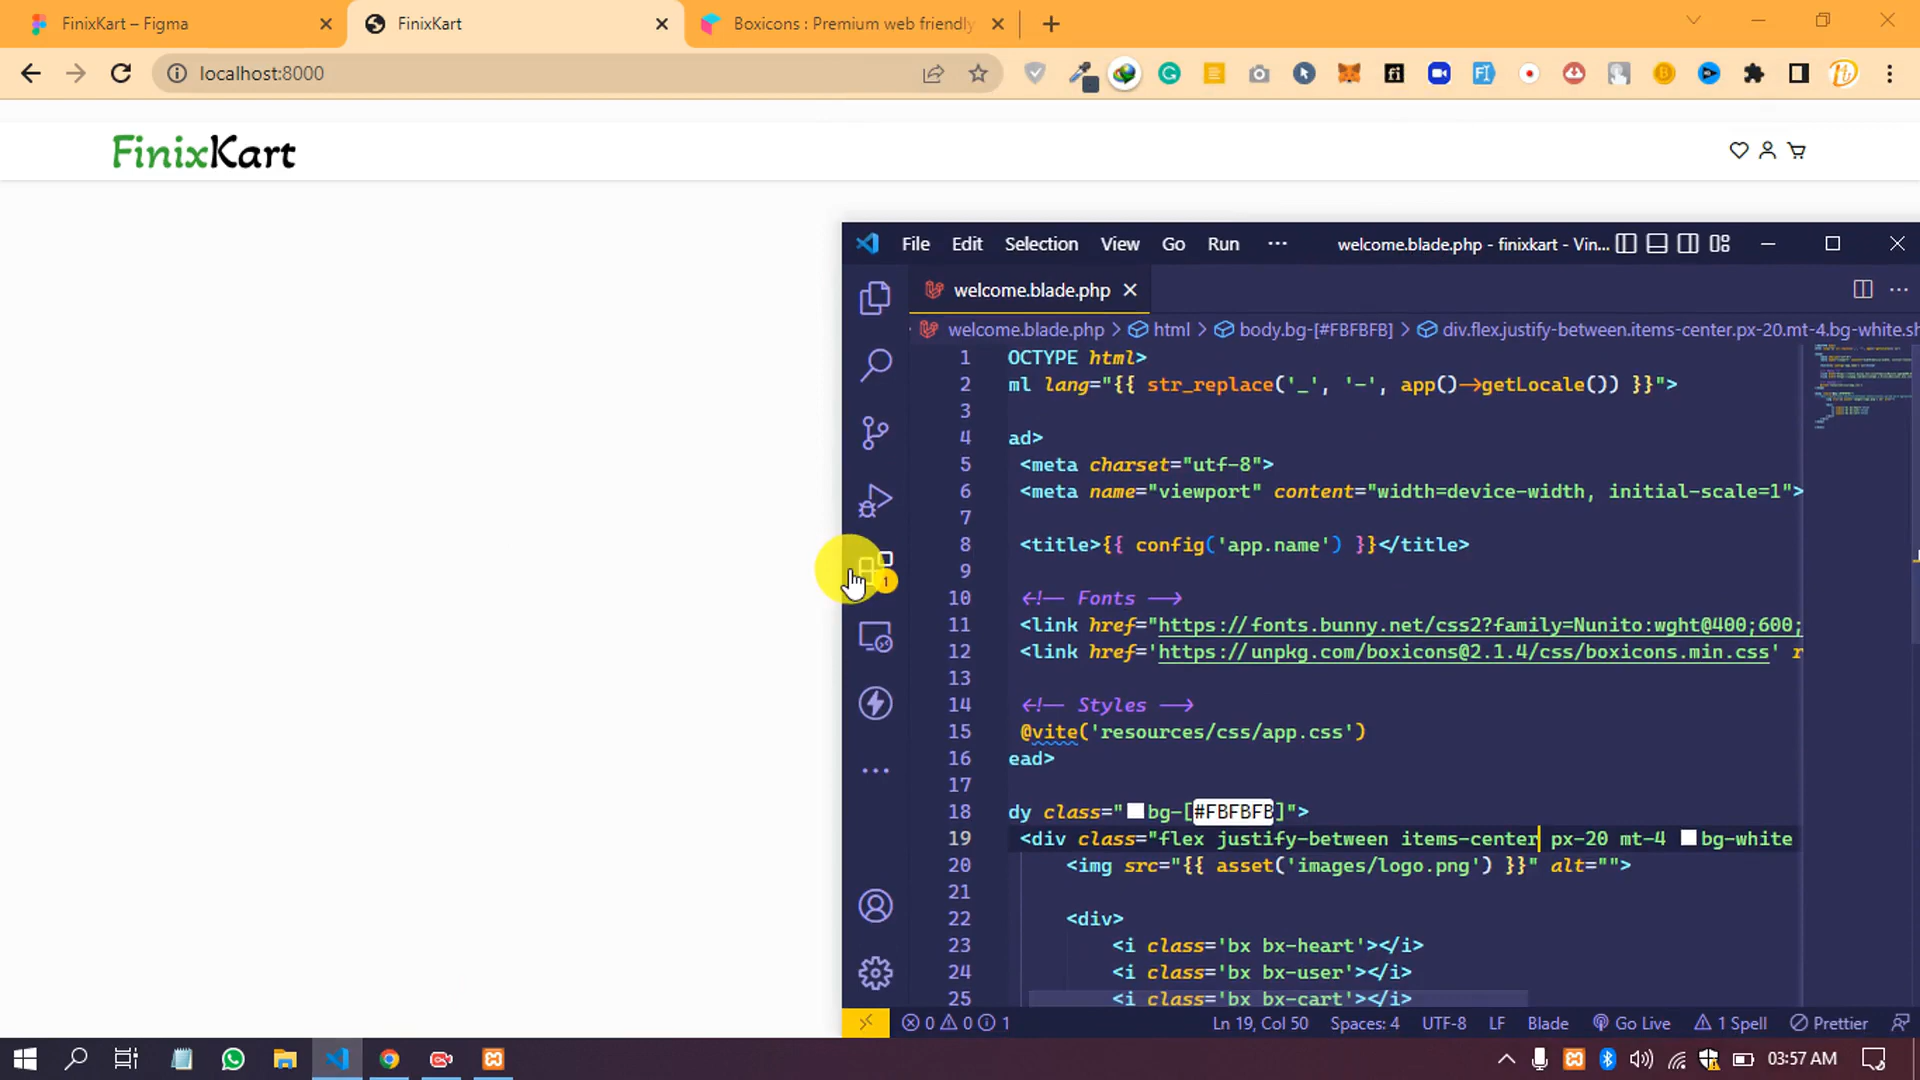 FinixKart – Figma
FinixKart
Boxicons : Premium web friendly
localhost:8000
FinixKart
File Edit Selection View Go Run ··· welcome.blade.php - finixkart - Vin...
welcome.blade.php
welcome.blade.php > html > body.bg-[#FBFBFB] > div.flex.justify-between.items-center.px-20.mt-4.bg-white.sh
1 OCTYPE html>
2 ml lang="{{ str_replace('_', '-', app()->getLocale()) }}">
3
4 ad>
5 <meta charset="utf-8">
6 <meta name="viewport" content="width=device-width, initial-scale=1">
7
8 <title>{{ config('app.name') }}</title>
9
10 <!-- Fonts -->
11 <link href="https://fonts.bunny.net/css2?family=Nunito:wght@400;600;
12 <link href='https://unpkg.com/boxicons@2.1.4/css/boxicons.min.css' r
13
14 <!-- Styles -->
15 @vite('resources/css/app.css')
16 ead>
17
18 dy class="bg-[#FBFBFB]">
19 <div class="flex justify-between items-center px-20 mt-4 bg-white
20 <img src="{{ asset('images/logo.png') }}" alt="">
21
22 <div>
23 <i class='bx bx-heart'></i>
24 <i class='bx bx-user'></i>
25 <i class='bx bx-cart'></i>
1
0 0 1 Ln 19, Col 50 Spaces: 4 UTF-8 LF Blade Go Live 1 Spell Prettier
03:57 AM